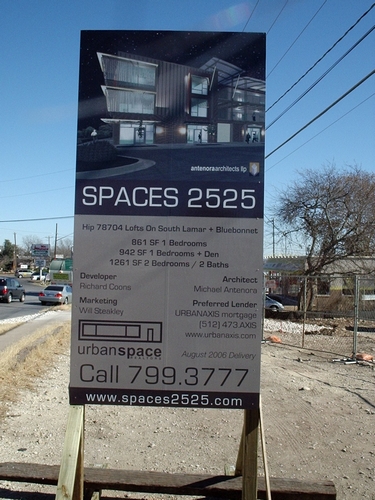 antenoraarchitects llp
SPACES 2525
Hip 78704 Lofts On South Lamar + Bluebonnet
861 SF 1 Bedrooms
942 SF 1 Bedrooms + Den
1261 SF 2 Bedrooms / 2 Baths
Developer
Richard Coons
Marketing
Will Steakley
Architect
Michael Antenora
Preferred Lender
URBANAXIS mortgage
[512] 473.AXIS
www.urbanaxis.com
urbanspace
August 2006 Delivery
Call 799.3777
www.spaces2525.com